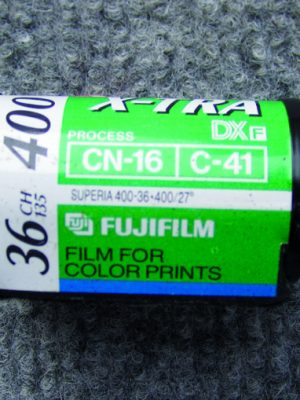 X-TRA
DX F
PROCESS
CN-16 C-41
SUPERIA 400-36•400/27°
FUJIFILM
FILM FOR
COLOR PRINTS
400
36 CH
135